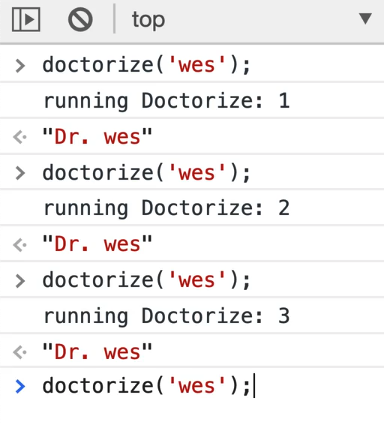 top
doctorize('wes');
running Doctorize: 1
"Dr. wes"
doctorize('wes');
running Doctorize: 2
"Dr. wes"
doctorize('wes');
running Doctorize: 3
"Dr. wes"
doctorize('wes');